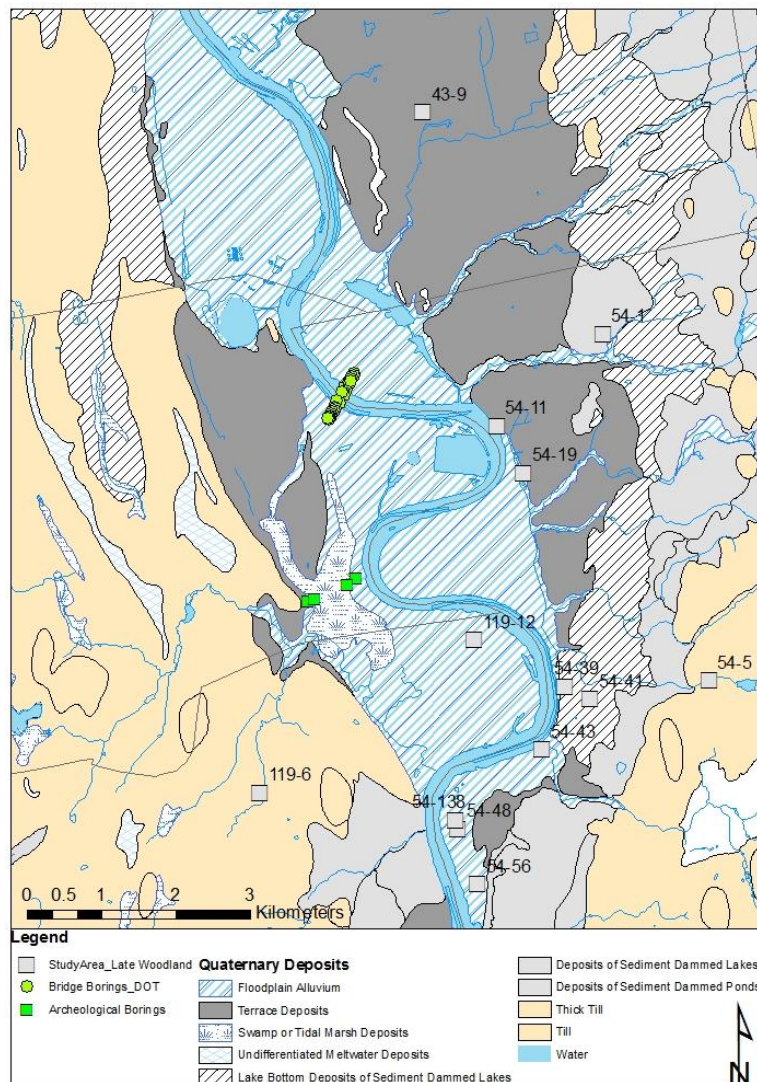 43-9
54-1
54-11
54-19
119-12
54-39
54-41
54-5
54-43
119-6
54-138
54-48
54-56
0 0.5 1 2 3
Kilometers
Legend
StudyArea_Late Woodland
Bridge Borings_DOT
Archeological Borings
Quaternary Deposits
Floodplain Alluvium
Terrace Deposits
Swamp or Tidal Marsh Deposits
Undifferentiated Meltwater Deposits
Lake Bottom Deposits of Sediment Dammed Lakes
Deposits of Sediment Dammed Lakes
Deposits of Sediment Dammed Ponds
Thick Till
Till
Water
N